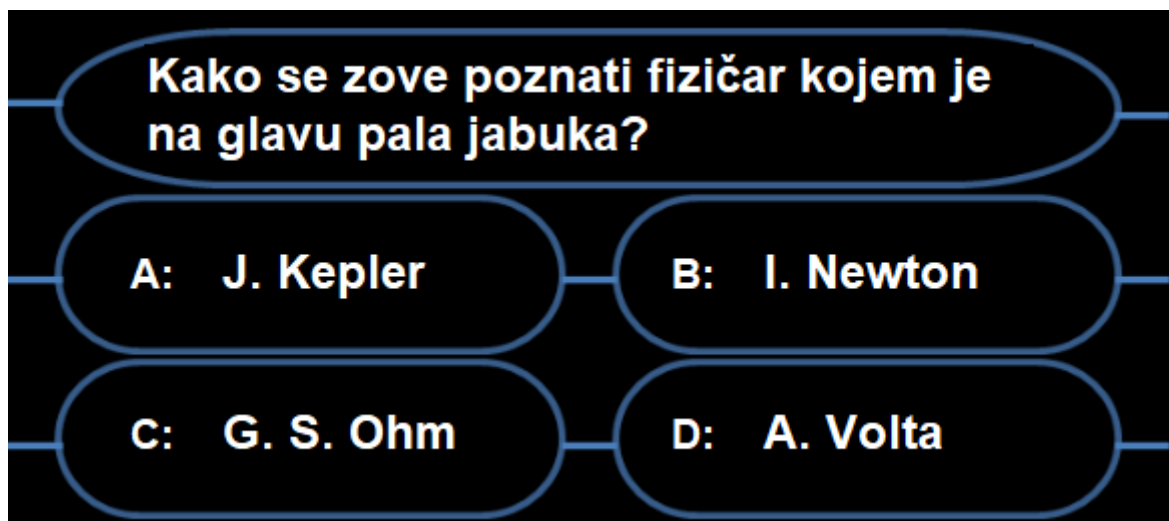 Kako se zove poznati fizičar kojem je
na glavu pala jabuka?
A: J. Kepler
B: I. Newton
C: G. S. Ohm
D: A. Volta